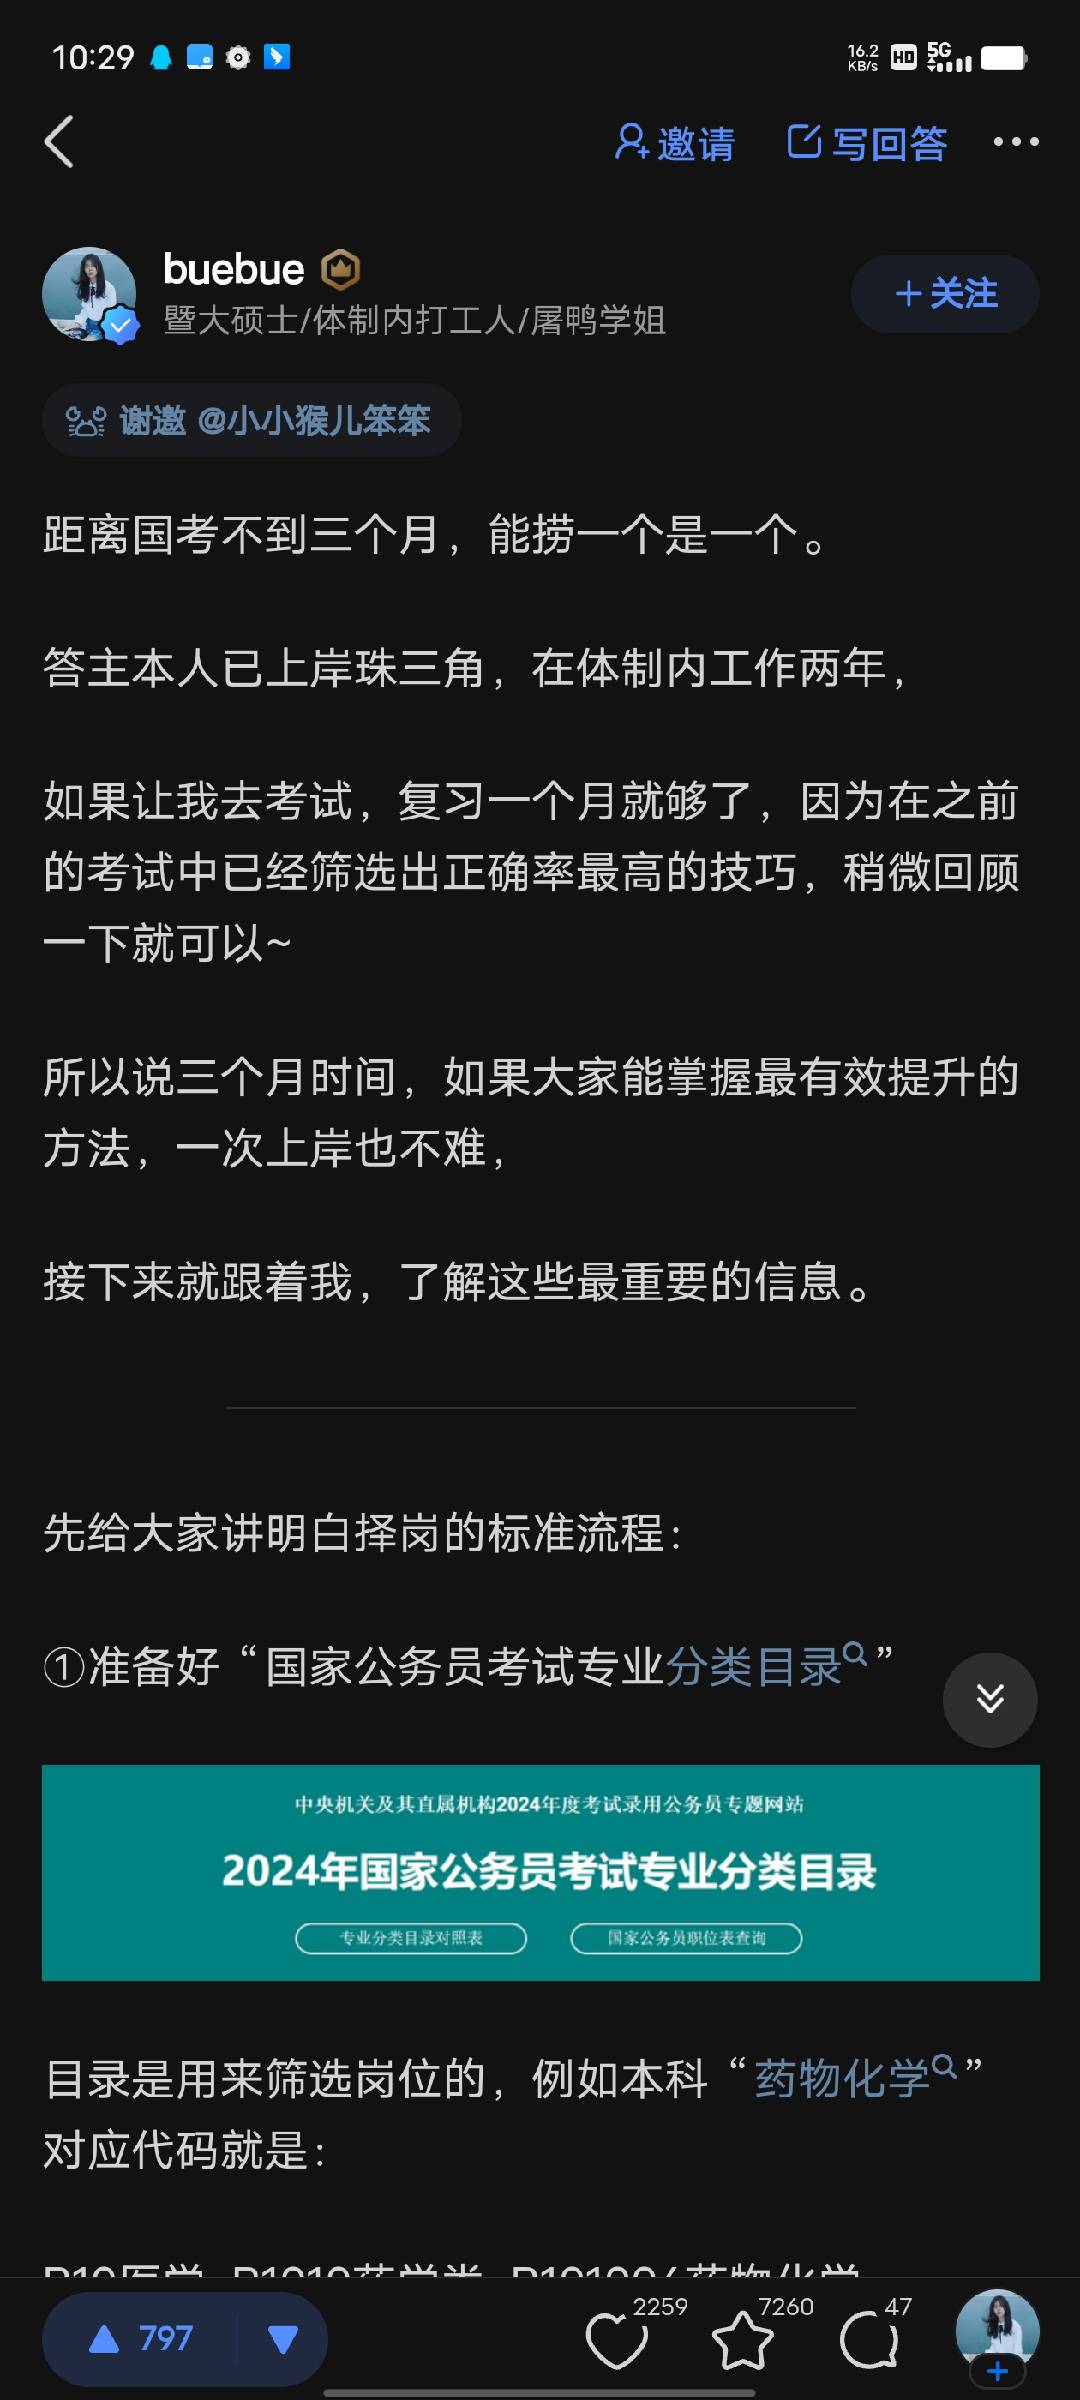 10:29
16.2
KB/s
HD
5G
邀请
写回答
buebue
暨大硕士/体制内打工人/屠鸭学姐
+关注
谢邀 @小小猴儿笨笨
距离国考不到三个月，能捞一个是一个。
答主本人已上岸珠三角，在体制内工作两年，
如果让我去考试，复习一个月就够了，因为在之前
的考试中已经筛选出正确率最高的技巧，稍微回顾
一下就可以~
所以说三个月时间，如果大家能掌握最有效提升的
方法，一次上岸也不难，
接下来就跟着我，了解这些最重要的信息。
先给大家讲明白择岗的标准流程：
①准备好“国家公务员考试专业分类目录”
中央机关及其直属机构2024年度考试录用公务员专题网站
2024年国家公务员考试专业分类目录
专业分类目录对照表
国家公务员职位表查询
目录是用来筛选岗位的，例如本科“药物化学”
对应代码就是：
797
2259
7260
47